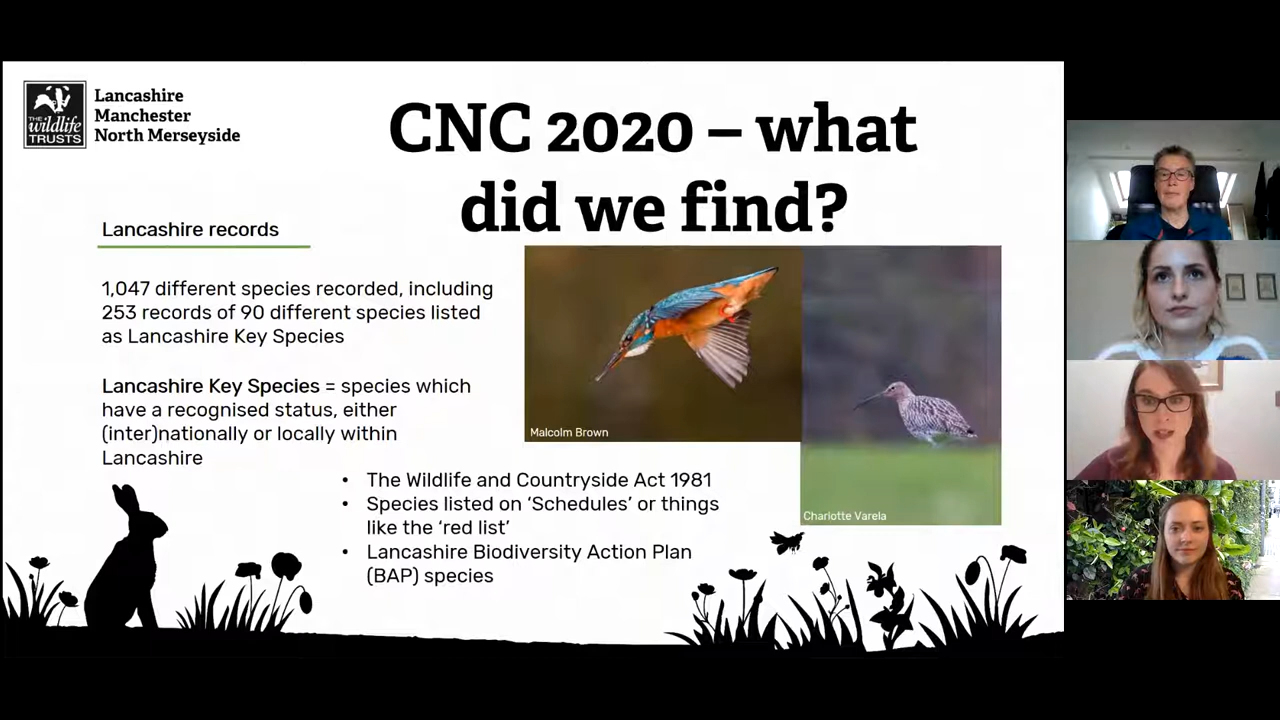 THE
wildlife
TRUSTS
Lancashire
Manchester
North Merseyside
CNC 2020 – what
did we find?
Lancashire records
1,047 different species recorded, including
253 records of 90 different species listed
as Lancashire Key Species
Lancashire Key Species = species which
have a recognised status, either
(inter)nationally or locally within
Lancashire
Malcolm Brown
Charlotte Varela
• The Wildlife and Countryside Act 1981
• Species listed on ‘Schedules’ or things
like the ‘red list’
• Lancashire Biodiversity Action Plan
(BAP) species